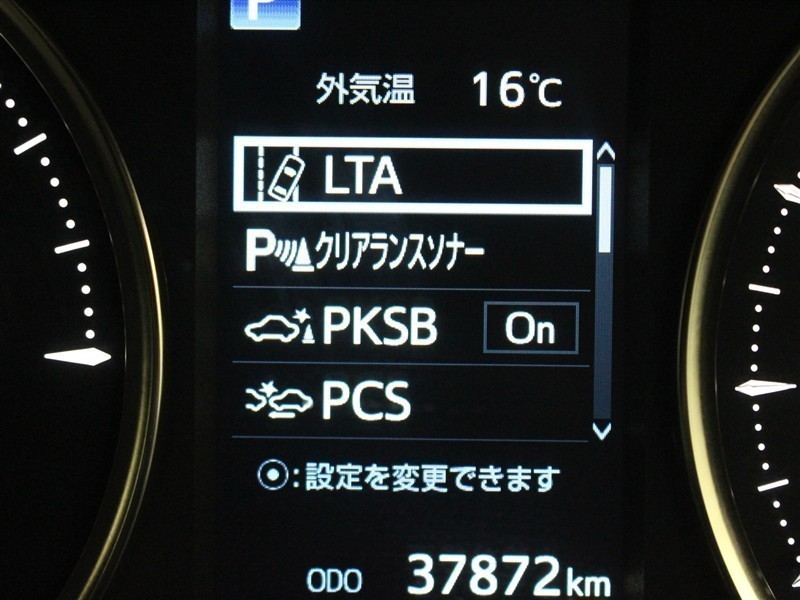 P
外気温 16℃
LTA
Pクリアランスソナー
PKSB On
PCS
⦿:設定を変更できます
ODO 37872km